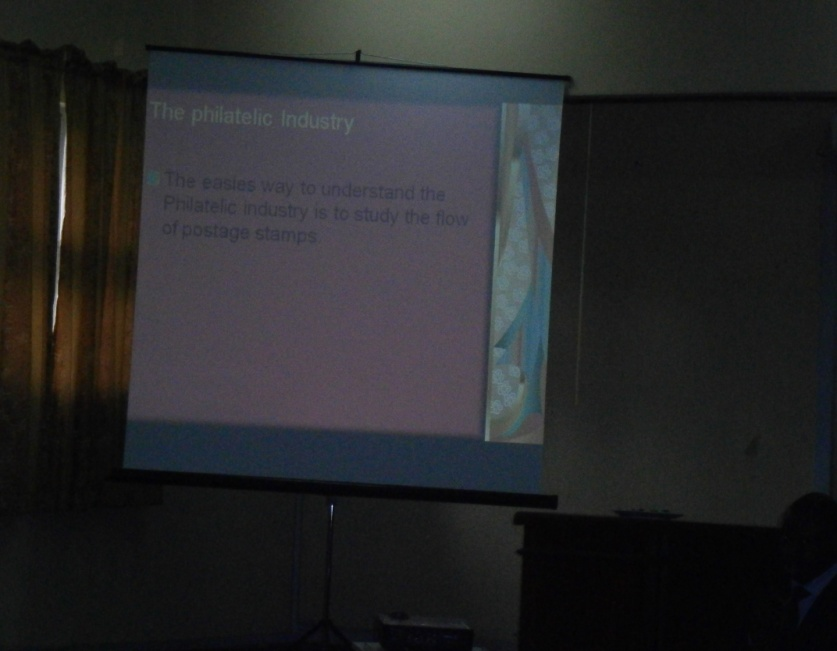 The philatelic Industry
The easies way to understand the
Philatelic industry is to study the flow
of postage stamps